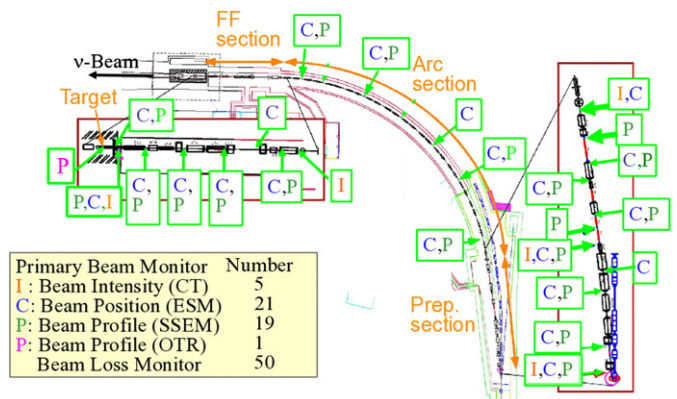 FF
section
C,P
ν-Beam
C,P
Arc
section
Target
C,P
C
C
I,C
P
C,P
C,P
P
C,P
C,P
C,P
C,P
I
C,P
P
P,C,I
C,P
C,P
P
I,C,P
C
C,P
Prep.
section
C,P
I,C,P
Primary Beam Monitor Number
I : Beam Intensity (CT) 5
C : Beam Position (ESM) 21
P : Beam Profile (SSEM) 19
P : Beam Profile (OTR) 1
Beam Loss Monitor 50